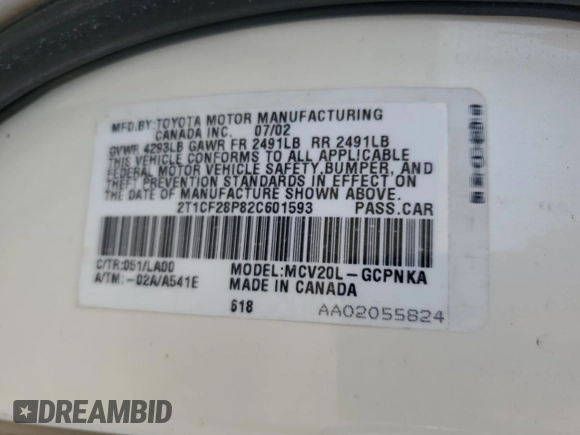 MFD.BY:TOYOTA MOTOR MANUFACTURING
CANADA INC. 07/02
GVWR 4293LB GAWR FR 2491LB RR 2491LB
THIS VEHICLE CONFORMS TO ALL APPLICABLE
FEDERAL MOTOR VEHICLE SAFETY,BUMPER, AND
THEFT PREVENTION STANDARDS IN EFFECT ON
THE DATE OF MANUFACTURE SHOWN ABOVE.
2T1CF28P82C601593 PASS.CAR
C/TR:051/LA00 MODEL:MCV20L-GCPNKA
A/TM:-02A/A541E MADE IN CANADA
618 AA02055824
DREAMBID